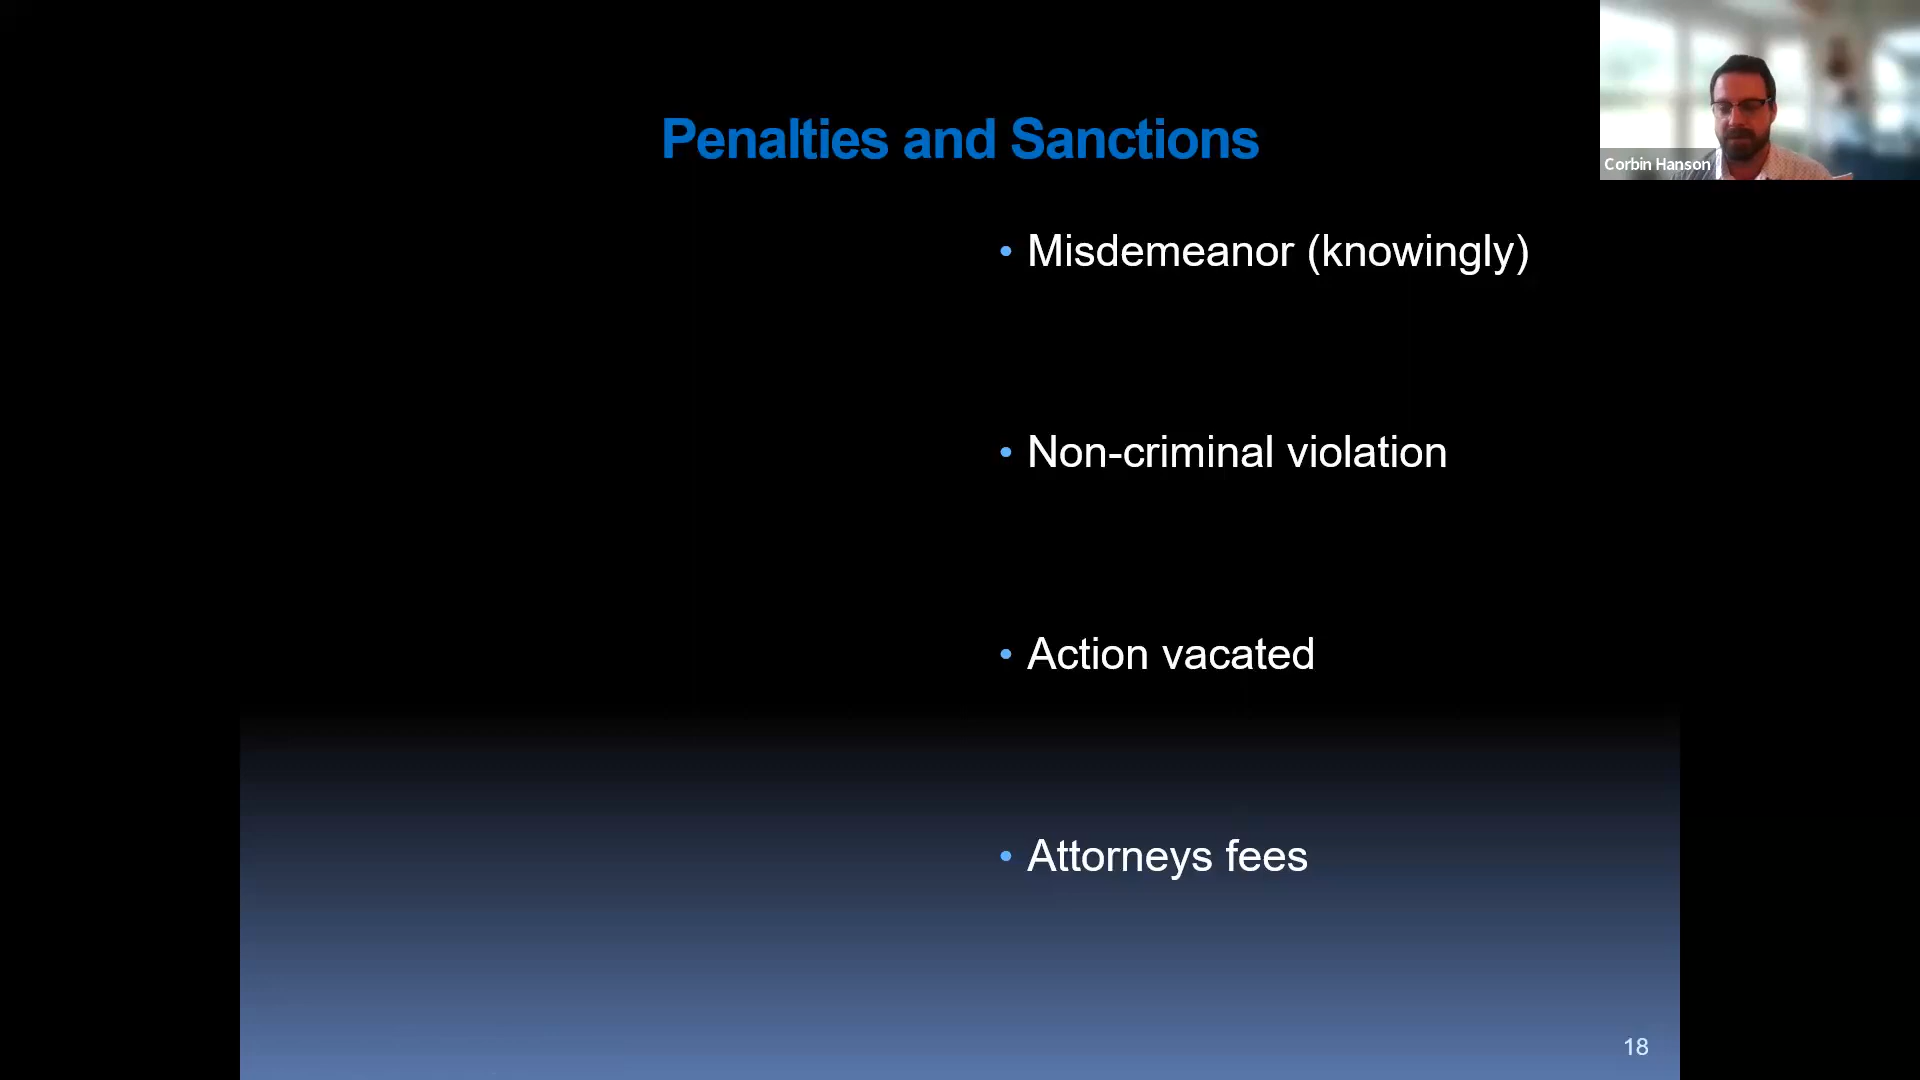 Penalties and Sanctions
Corbin Hanson
• Misdemeanor (knowingly)
• Non-criminal violation
• Action vacated
• Attorneys fees
18